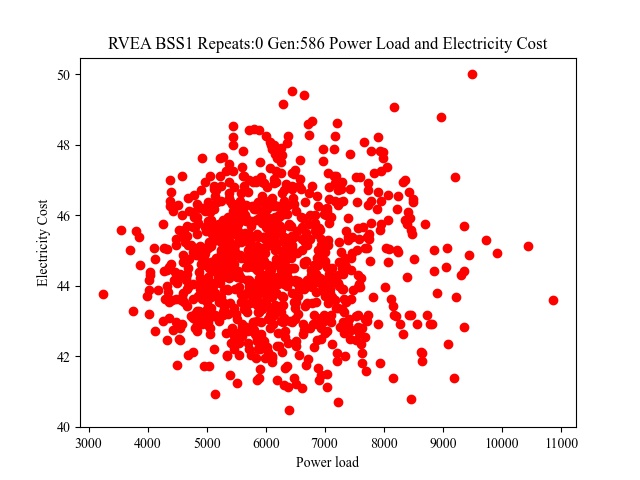 RVEA BSS1 Repeats:0 Gen:586 Power Load and Electricity Cost
50
48
46
44
42
40
Electricity Cost
3000 4000 5000 6000 7000 8000 9000 10000 11000
Power load